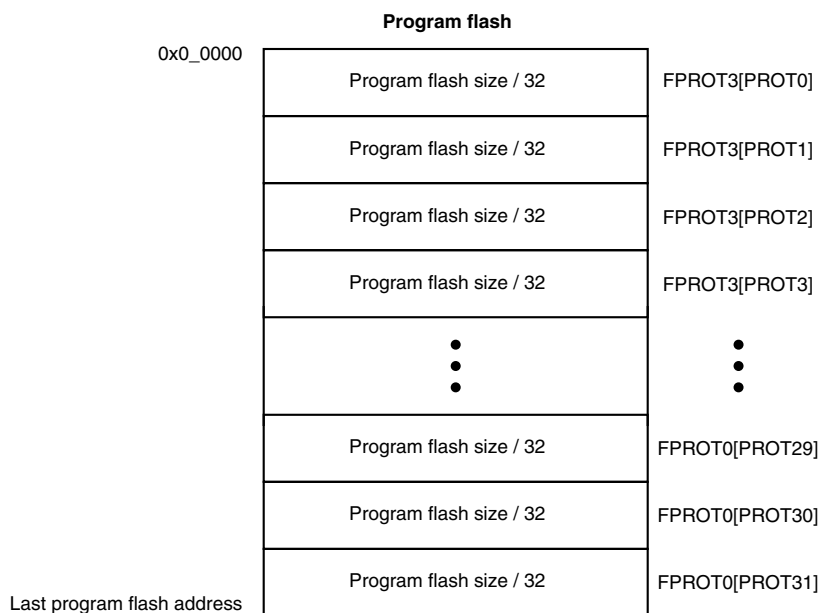 Program flash
0x0_0000
Program flash size / 32 FPROT3[PROT0]
Program flash size / 32 FPROT3[PROT1]
Program flash size / 32 FPROT3[PROT2]
Program flash size / 32 FPROT3[PROT3]
Program flash size / 32 FPROT0[PROT29]
Program flash size / 32 FPROT0[PROT30]
Program flash size / 32 FPROT0[PROT31]
Last program flash address